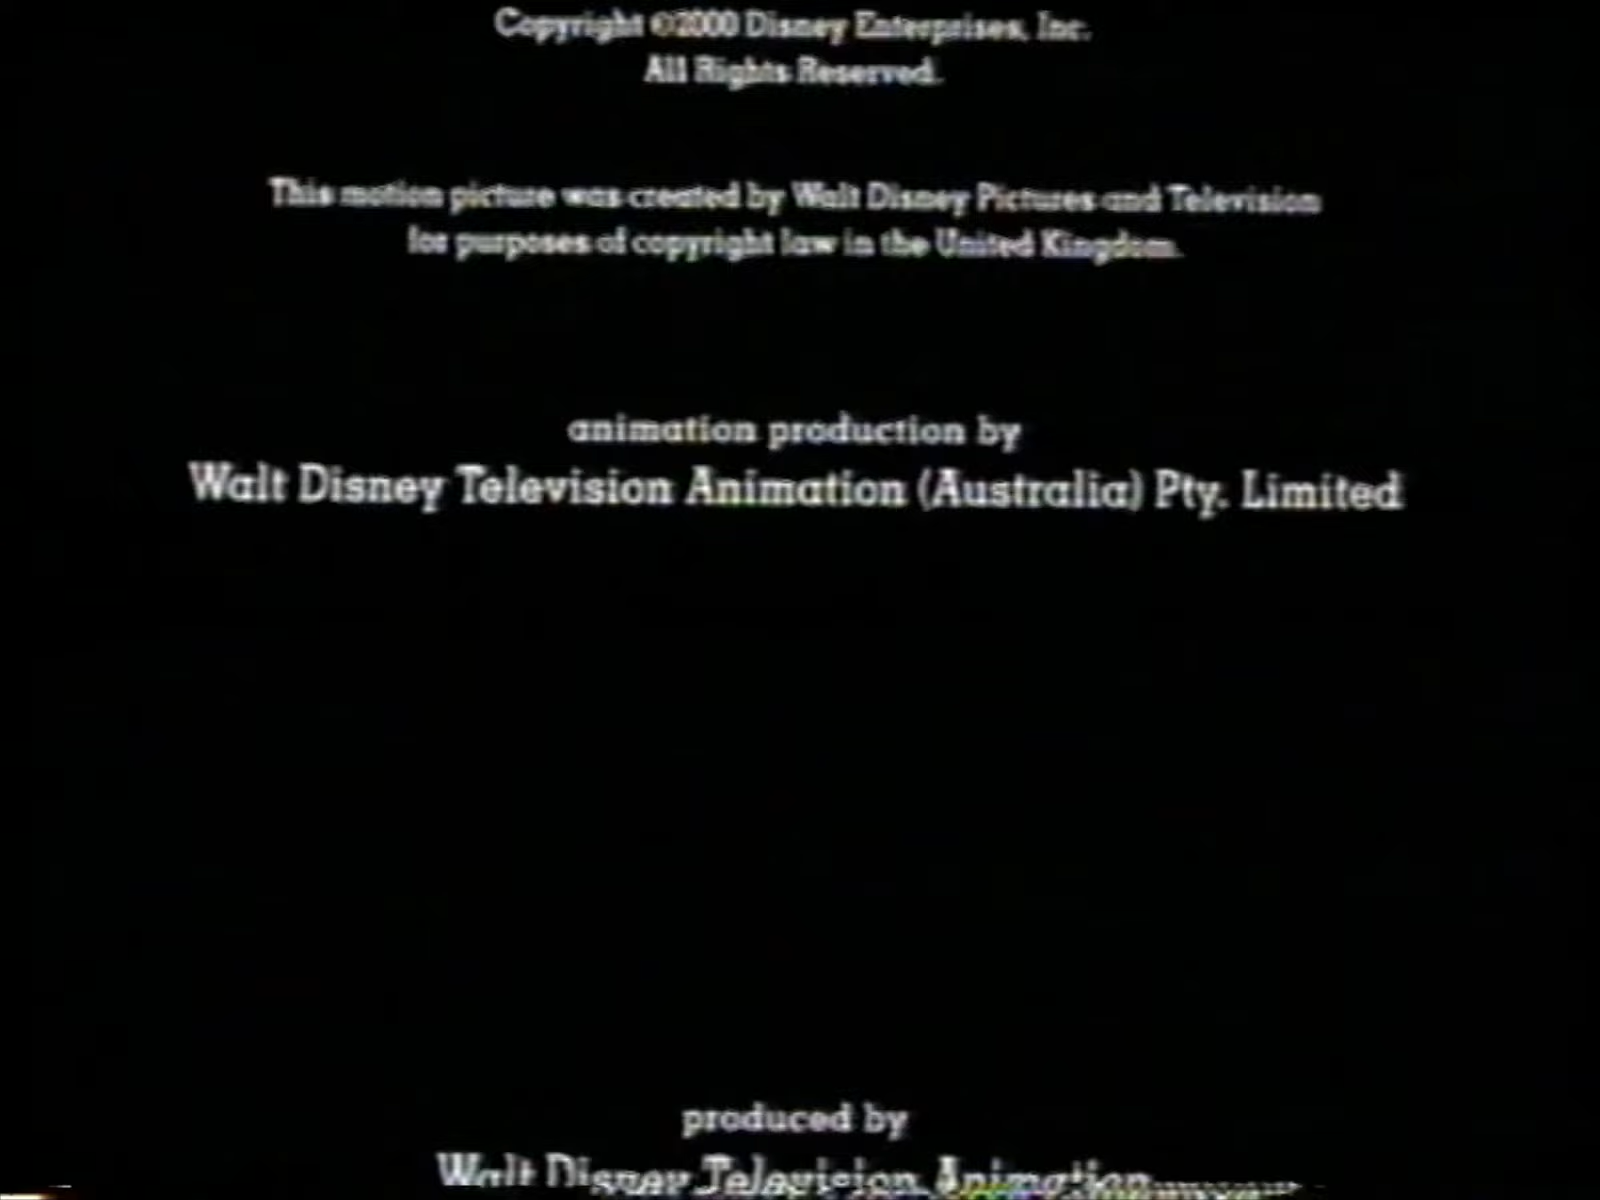 Copyright ©2000 Disney Enterprises, Inc.
All Rights Reserved.
This motion picture was created by Walt Disney Pictures and Television
for purposes of copyright law in the United Kingdom.
animation production by
Walt Disney Television Animation (Australia) Pty. Limited
produced by
Walt Disney Television Animation